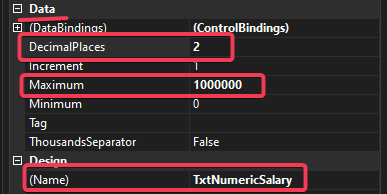 Data
(DataBindings) (ControlBindings)
DecimalPlaces 2
Increment 1
Maximum 1000000
Minimum 0
Tag
ThousandsSeparator False
Design
(Name) TxtNumericSalary